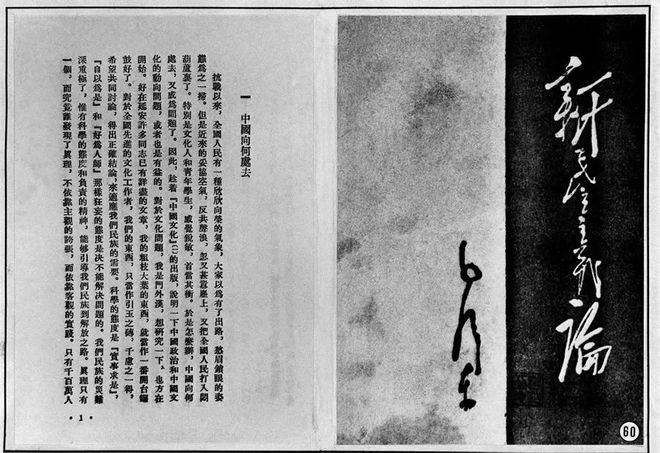 新民主主義論
毛澤東
60
一 中國向何處去
抗戰以來,全國人民有一種欣欣向榮的氣象,大家以爲有了出路,愁眉鎖眼的姿
態爲之一掃。但是近來的妥協空氣,反共聲浪,忽又甚囂塵上,又把全國人民打入悶
葫蘆裏了。特別是文化人和青年學生,感覺銳敏,首當其衝。於是怎麽辦,中國向何
處去,又成爲問題了。因此,趁着『中國文化』(一)的出版,說明一下中國政治和中國文
化的動向問題,或者也是有益的。對於文化問題,我是門外漢,想研究一下,也方在
開始。好在延安許多同志已有詳盡的文章,我的粗枝大葉的東西,就當作一番開台鑼
鼓好了。對於全國先進的文化工作者,我們的東西,只當作引玉之磚,千慮之一得,
希望共同討論,得出正確結論,來適應我們民族的需要。科學的態度是『實事求是』,
『自以爲是』和『好爲人師』那樣狂妄的態度是決不能解決問題的。我們民族的災難
深重極了,惟有科學的態度和負責的精神,能够引導我們民族到解放之路。眞理只有
一個,而究竟誰發現了眞理,不依靠主觀的誇張,而依靠客觀的實踐。只有千百萬人
• 1 •